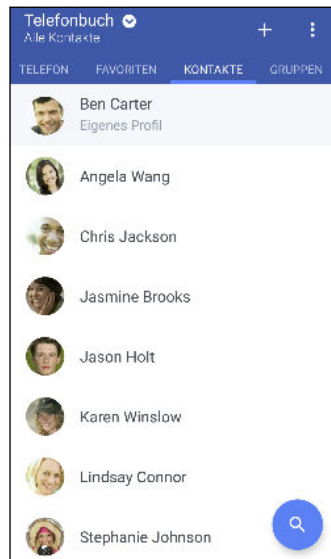 Telefonbuch
Alle Kontakte
TELEFON FAVORITEN KONTAKTE GRUPPEN
Ben Carter
Eigenes Profil
Angela Wang
Chris Jackson
Jasmine Brooks
Jason Holt
Karen Winslow
Lindsay Connor
Stephanie Johnson